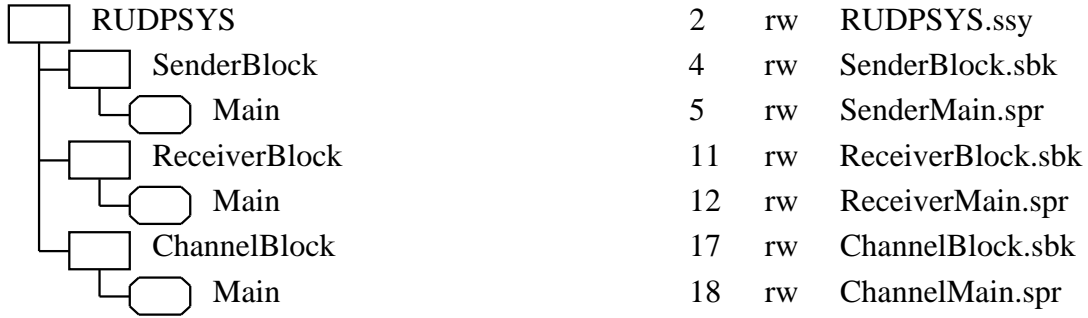 RUDPSYS 2 rw RUDPSYS.ssy
SenderBlock 4 rw SenderBlock.sbk
Main 5 rw SenderMain.spr
ReceiverBlock 11 rw ReceiverBlock.sbk
Main 12 rw ReceiverMain.spr
ChannelBlock 17 rw ChannelBlock.sbk
Main 18 rw ChannelMain.spr